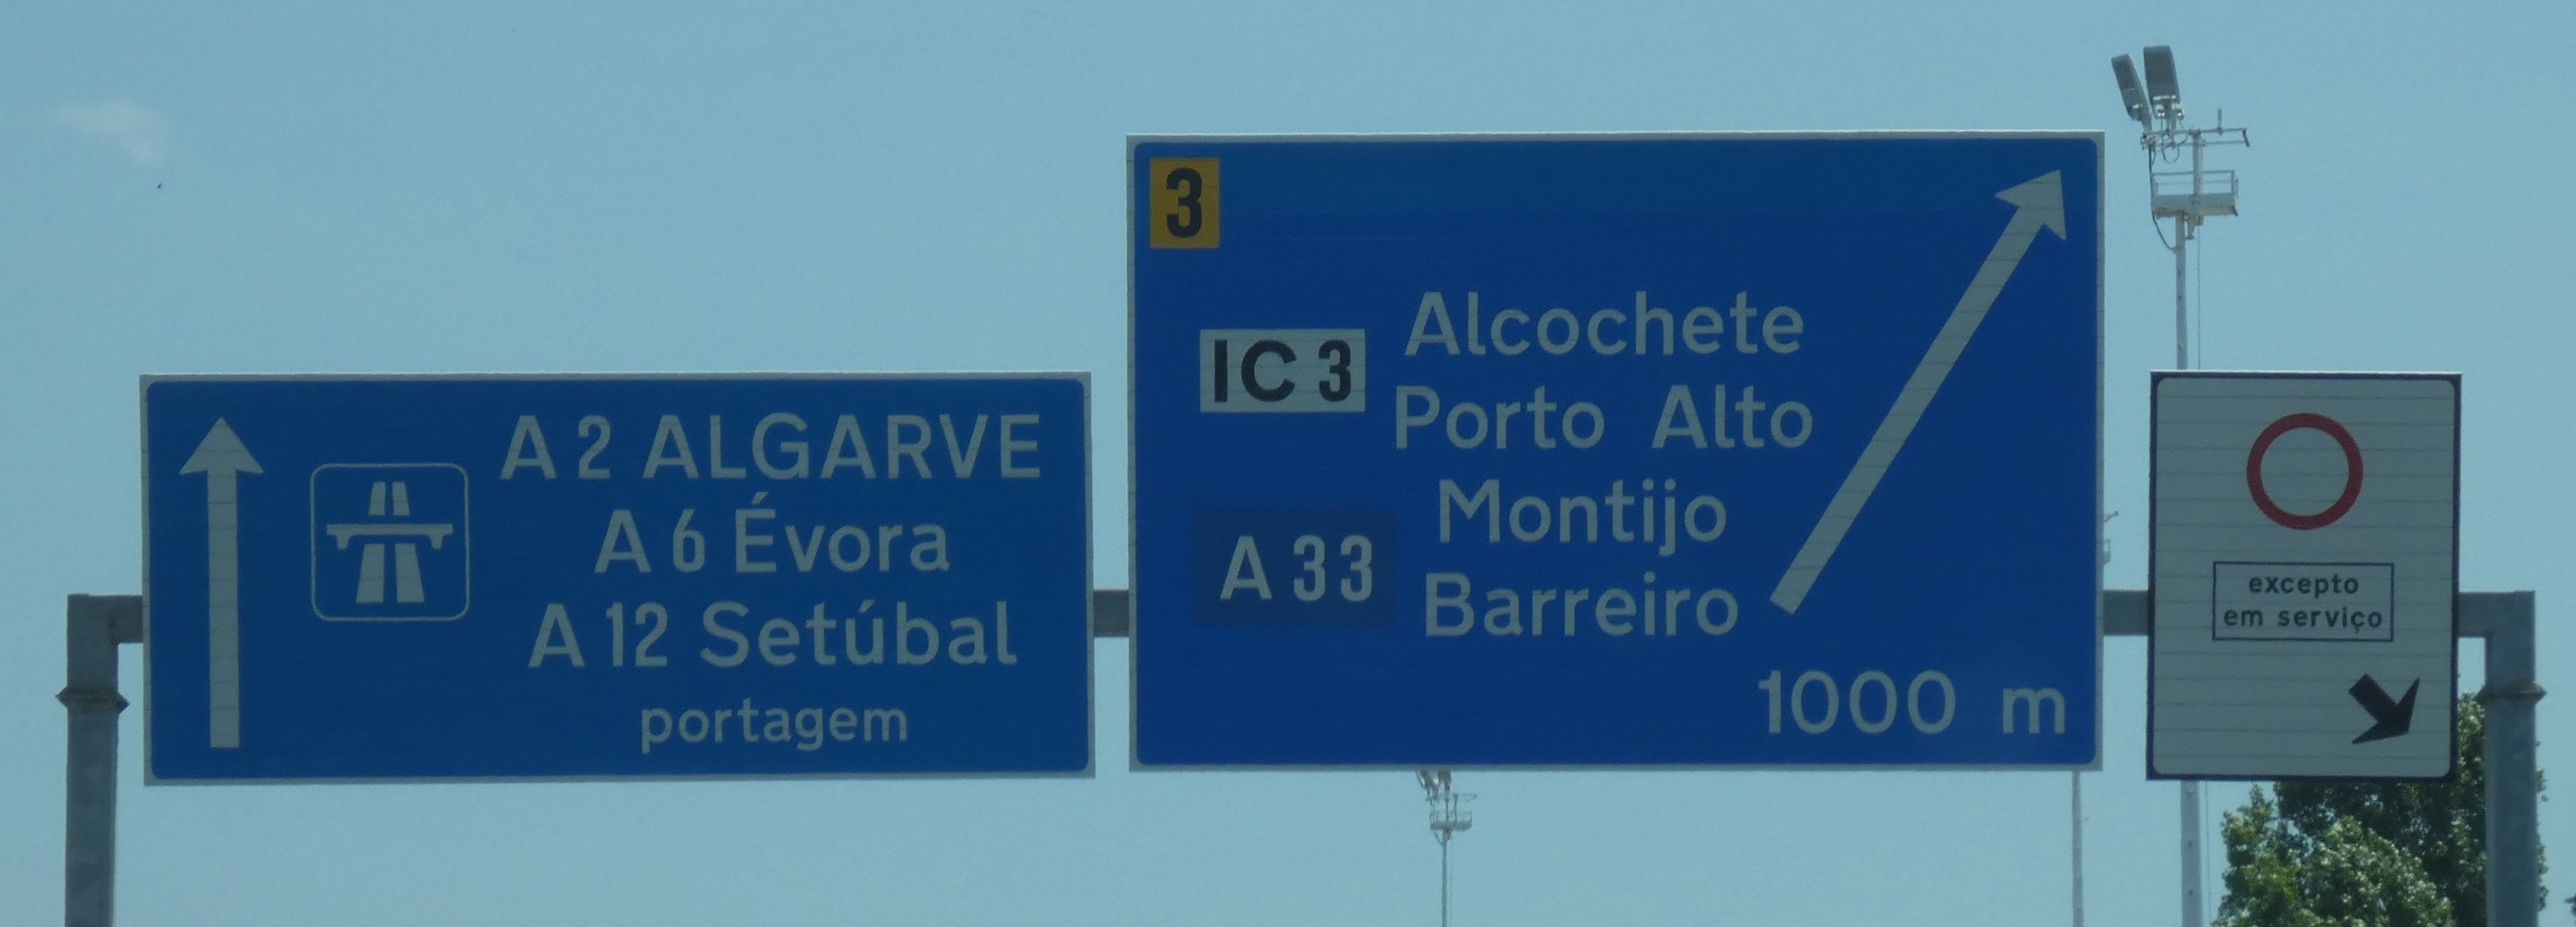 A 2 ALGARVE
A 6 Évora
A 12 Setúbal
portagem
3
IC 3
Alcochete
Porto Alto
A 33
Montijo
Barreiro
1000 m
excepto
em serviço